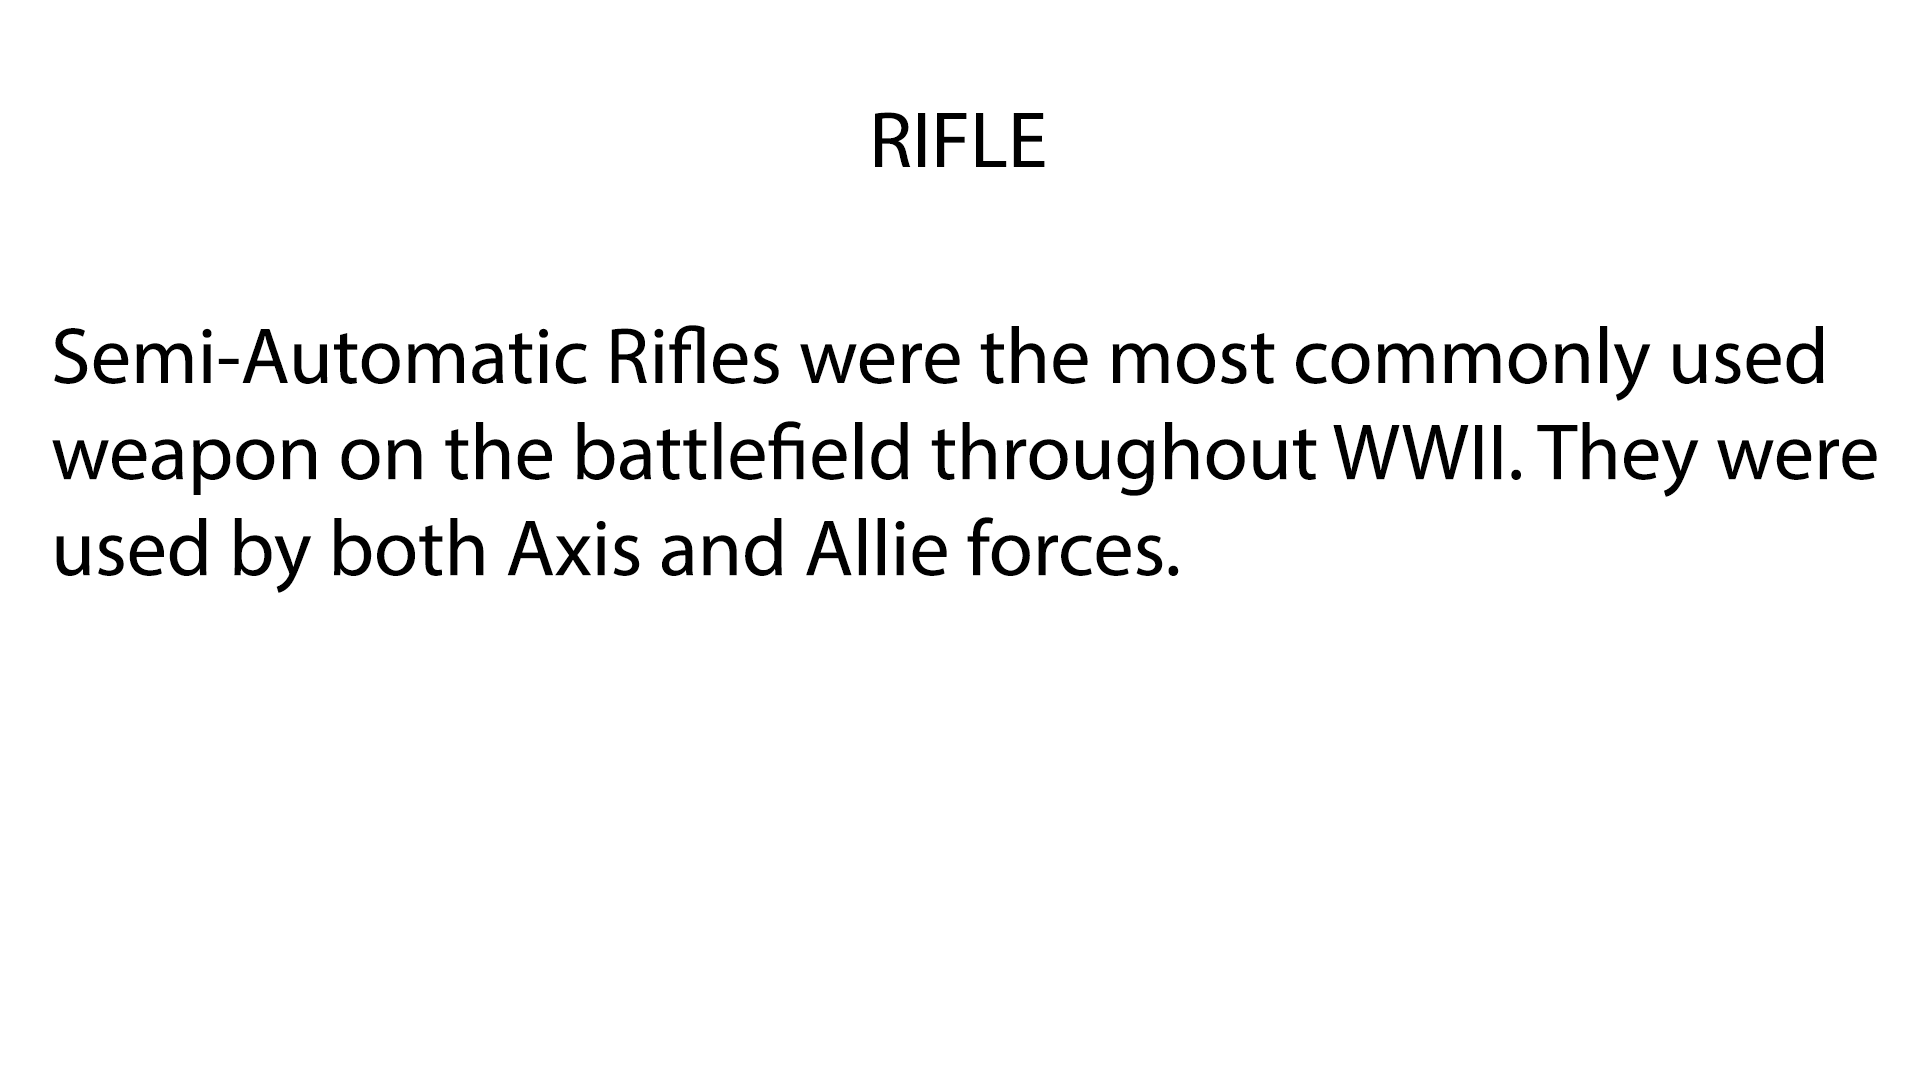 RIFLE
Semi-Automatic Rifles were the most commonly used
weapon on the battlefield throughout WWII. They were
used by both Axis and Allie forces.